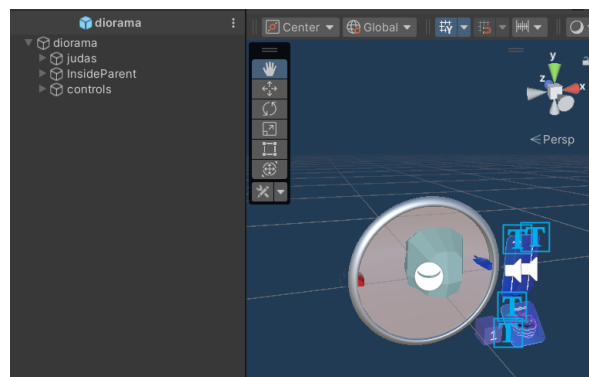 diorama
Center
Global
diorama
judas
InsideParent
controls
y
z
x
Persp
T
T
T
1
T